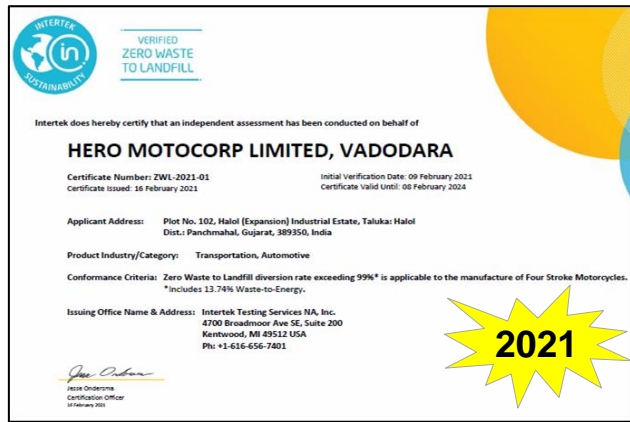 INTERTEK
in
SUSTAINABILITY
VERIFIED
ZERO WASTE
TO LANDFILL
Intertek does hereby certify that an independent assessment has been conducted on behalf of
HERO MOTOCORP LIMITED, VADODARA
Certificate Number: ZWL-2021-01
Certificate Issued: 16 February 2021
Initial Verification Date: 09 February 2021
Certificate Valid Until: 08 February 2024
Applicant Address: Plot No. 102, Halol (Expansion) Industrial Estate, Taluka: Halol
Dist.: Panchmahal, Gujarat, 389350, India
Product Industry/Category: Transportation, Automotive
Conformance Criteria: Zero Waste to Landfill diversion rate exceeding 99%* is applicable to the manufacture of Four Stroke Motorcycles.
*Includes 13.74% Waste-to-Energy.
Issuing Office Name & Address: Intertek Testing Services NA, Inc.
4700 Broadmoor Ave SE, Suite 200
Kentwood, MI 49512 USA
Ph: +1-616-656-7401
2021
Jesse Ondersma
Certification Officer
16 February 2021